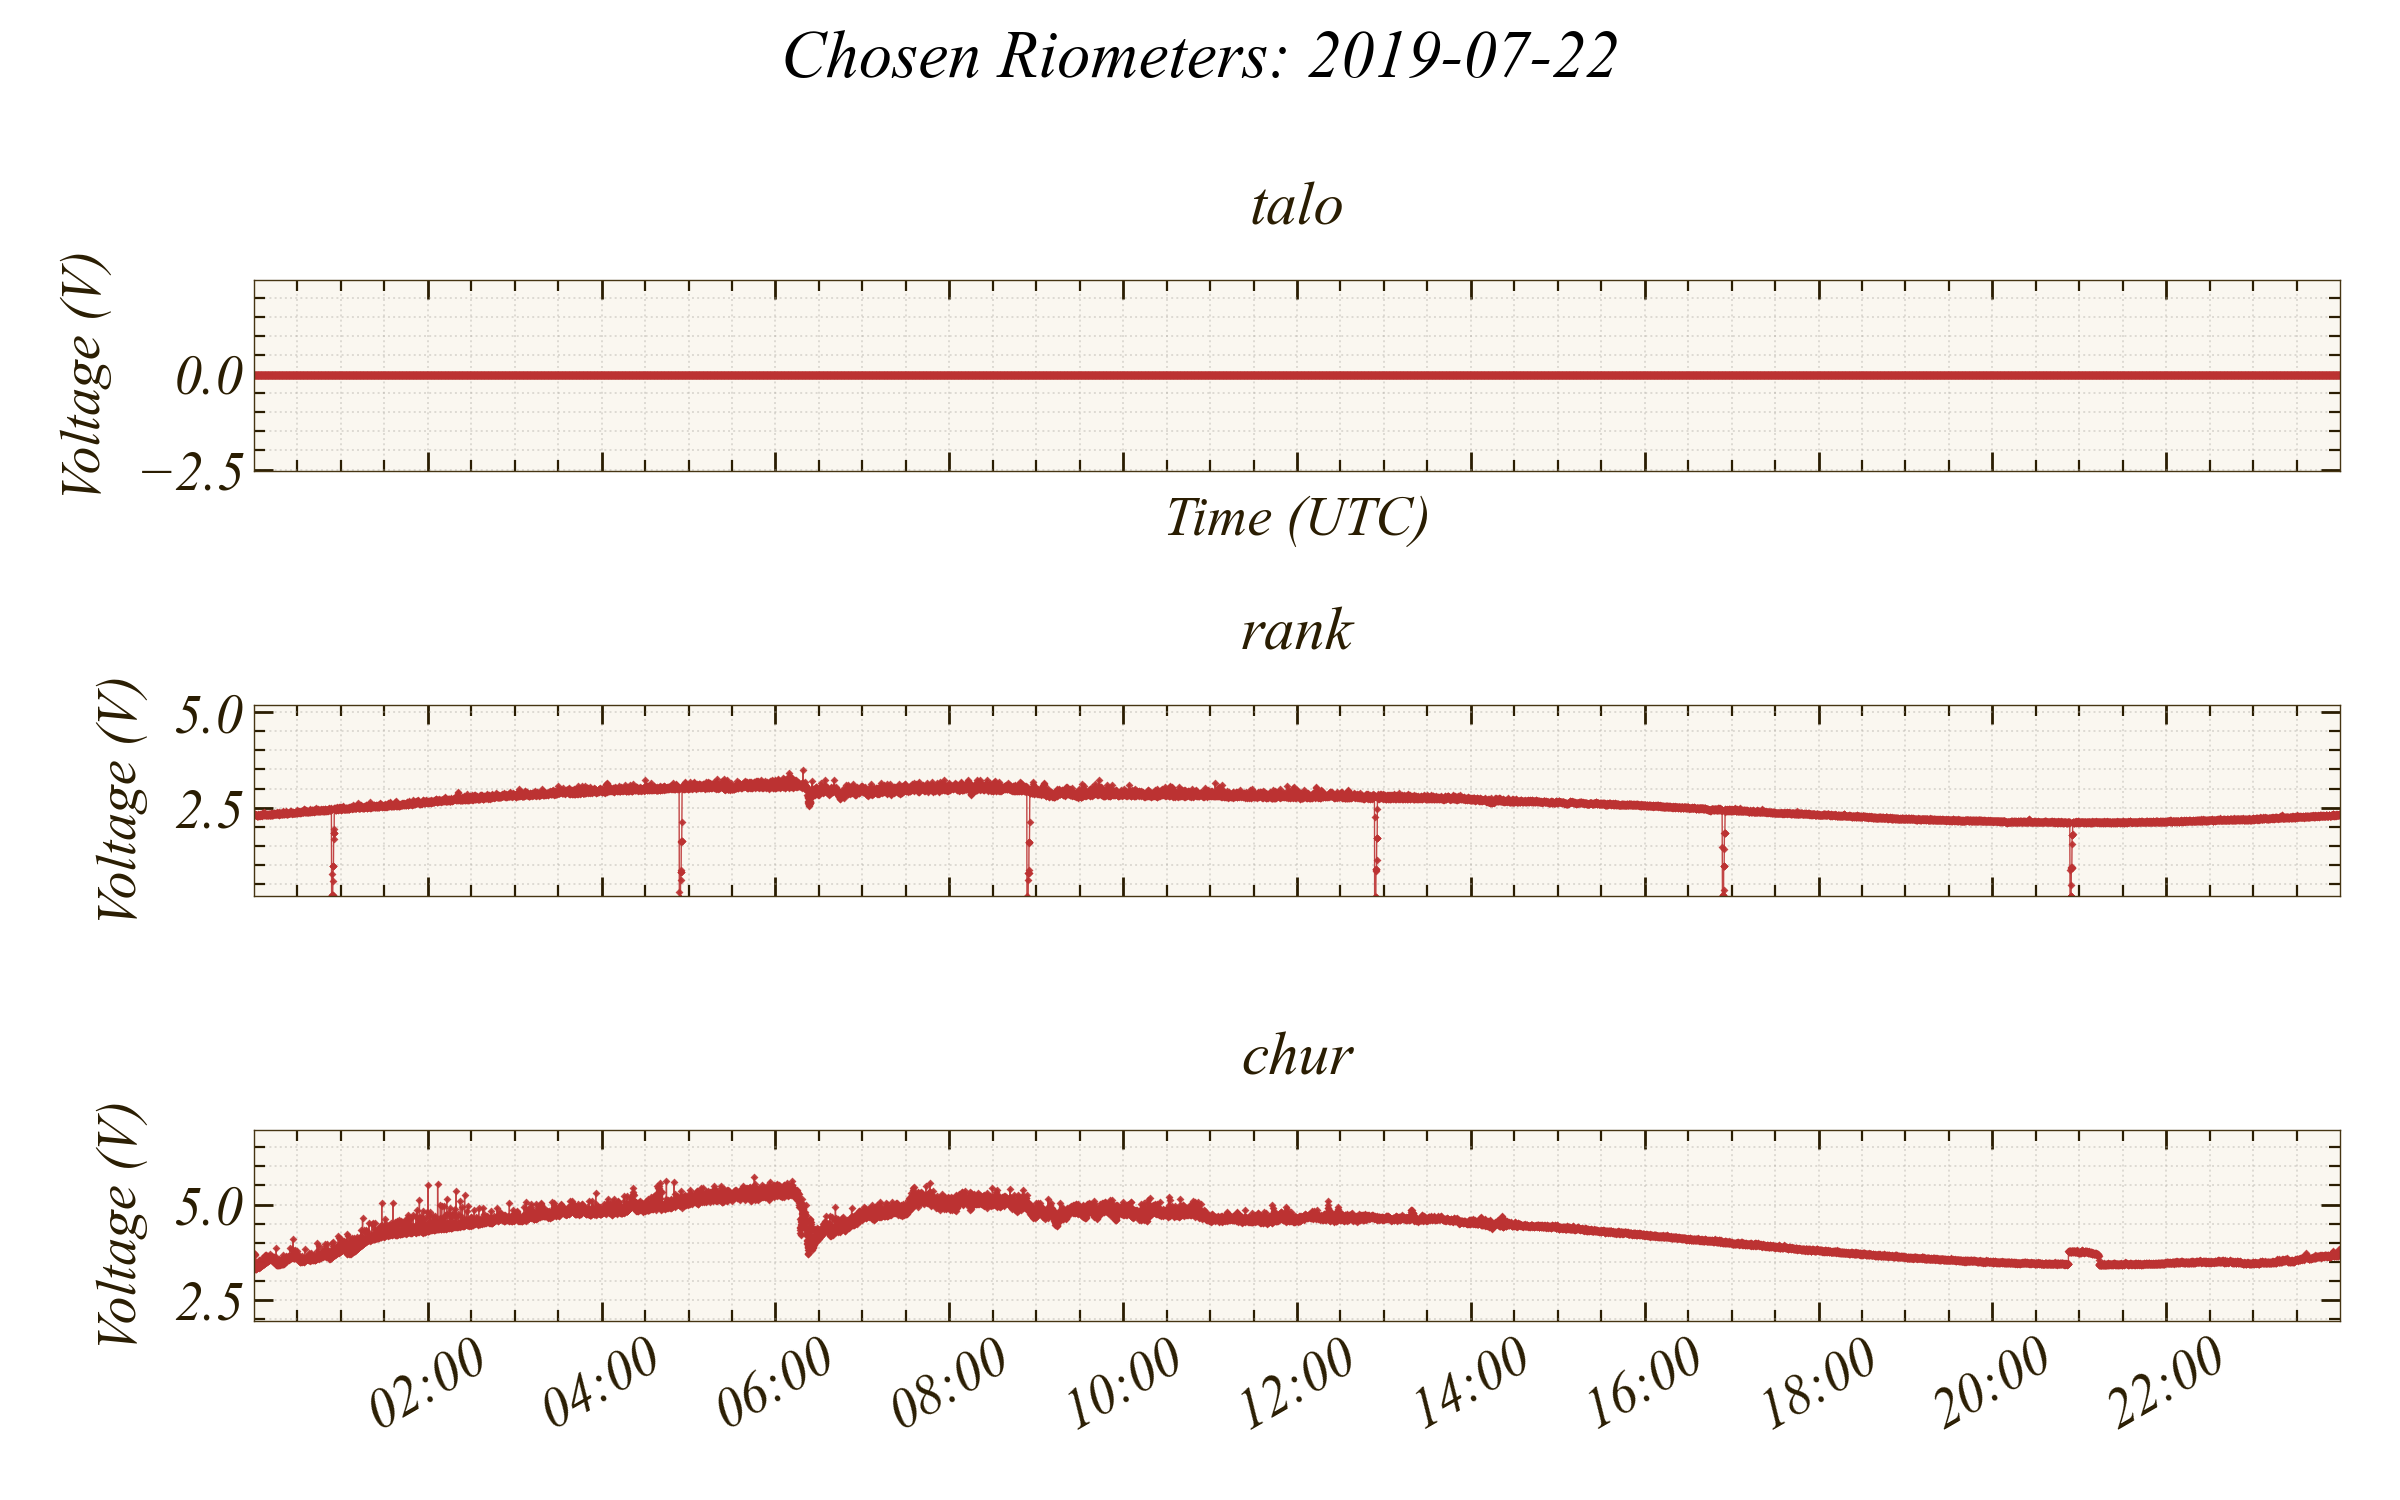 Chosen Riometers: 2019-07-22
talo
Voltage (V)
0.0
−2.5
Time (UTC)
rank
Voltage (V)
5.0
2.5
chur
Voltage (V)
5.0
2.5
02:00 04:00 06:00 08:00 10:00 12:00 14:00 16:00 18:00 20:00 22:00